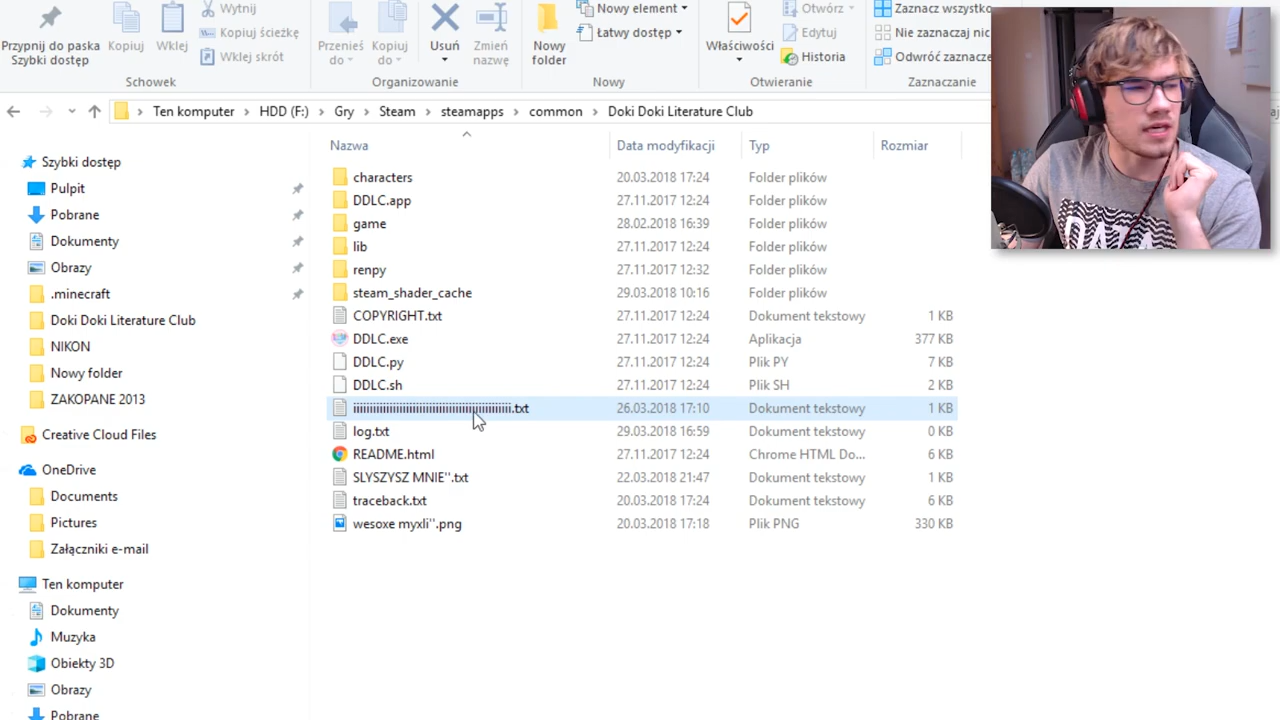 Wytnij
Nowy element
Otwórz
Zaznacz wszystko
Kopiuj ścieżkę
Łatwy dostęp
Edytuj
Nie zaznaczaj nic
Przypnij do paska Szybki dostęp
Kopiuj
Wklej
Wklej skrót
Przenieś do
Kopiuj do
Usuń
Zmień nazwę
Nowy folder
Właściwości
Historia
Odwróć zaznacze
Schowek
Organizowanie
Nowy
Otwieranie
Zaznaczanie
Ten komputer > HDD (F:) > Gry > Steam > steamapps > common > Doki Doki Literature Club
Nazwa Data modyfikacji Typ Rozmiar
characters 20.03.2018 17:24 Folder plików
DDLC.app 27.11.2017 12:24 Folder plików
game 28.02.2018 16:39 Folder plików
lib 27.11.2017 12:24 Folder plików
renpy 27.11.2017 12:32 Folder plików
steam_shader_cache 29.03.2018 10:16 Folder plików
COPYRIGHT.txt 27.11.2017 12:24 Dokument tekstowy 1 KB
DDLC.exe 27.11.2017 12:24 Aplikacja 377 KB
DDLC.py 27.11.2017 12:24 Plik PY 7 KB
DDLC.sh 27.11.2017 12:24 Plik SH 2 KB
26.03.2018 17:10 Dokument tekstowy 1 KB
log.txt 29.03.2018 16:59 Dokument tekstowy 0 KB
README.html 27.11.2017 12:24 Chrome HTML Do... 6 KB
SLYSZYSZ MNIE''.txt 22.03.2018 21:47 Dokument tekstowy 1 KB
traceback.txt 20.03.2018 17:24 Dokument tekstowy 6 KB
wesoxe myxli''.png 20.03.2018 17:18 Plik PNG 330 KB
Szybki dostęp
Pulpit
Pobrane
Dokumenty
Obrazy
.minecraft
Doki Doki Literature Club
NIKON
Nowy folder
ZAKOPANE 2013
Creative Cloud Files
OneDrive
Documents
Pictures
Załączniki e-mail
Ten komputer
Dokumenty
Muzyka
Obiekty 3D
Obrazy
Pobrane